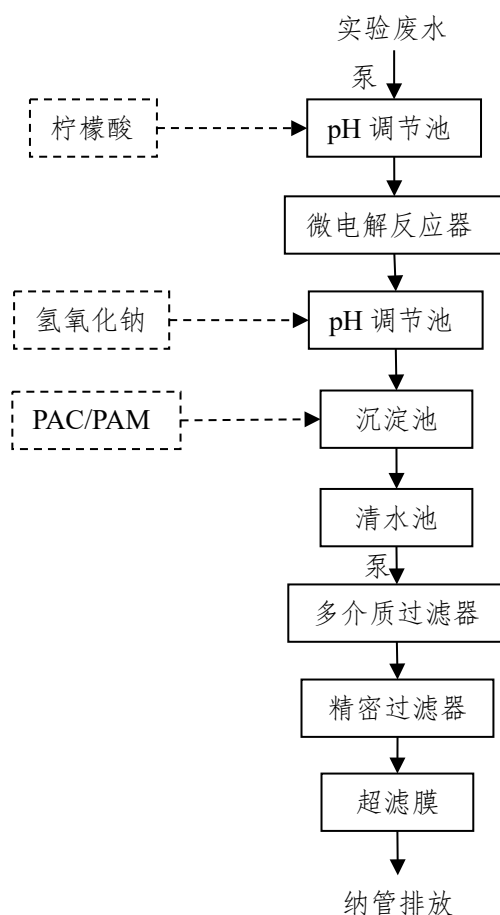 实验废水
泵
柠檬酸
pH 调节池
微电解反应器
氢氧化钠
pH 调节池
PAC/PAM
沉淀池
清水池
泵
多介质过滤器
精密过滤器
超滤膜
纳管排放